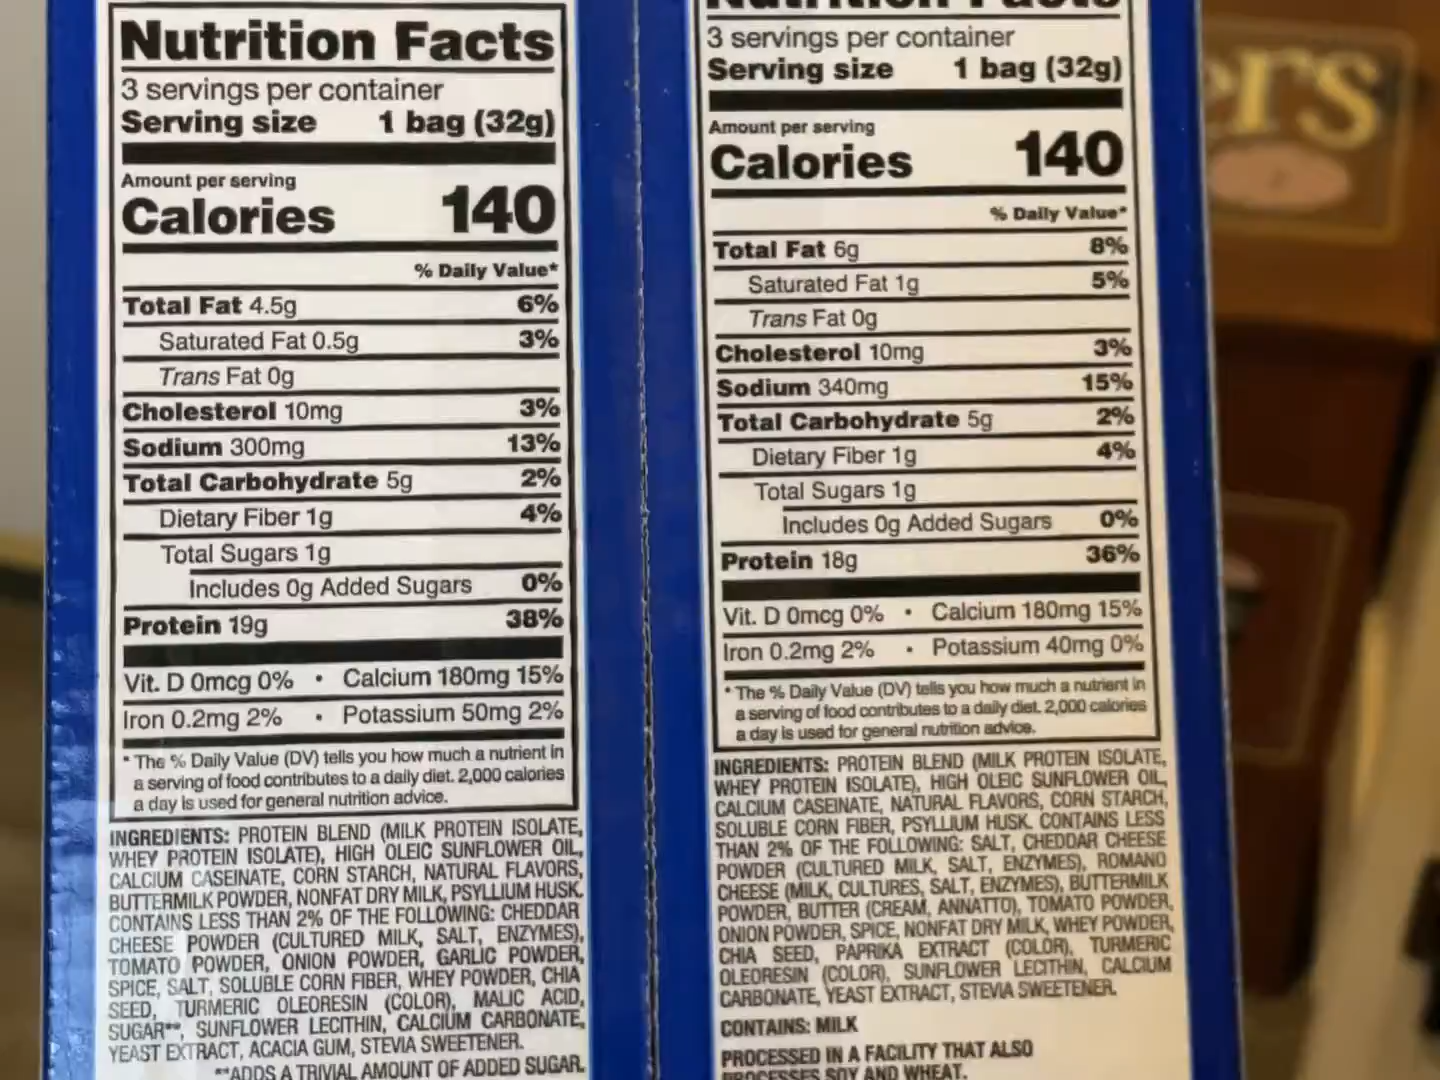 Nutrition Facts
3 servings per container
Serving size 1 bag (32g)
Amount per serving
Calories 140
% Daily Value*
Total Fat 4.5g 6%
Saturated Fat 0.5g 3%
Trans Fat 0g
Cholesterol 10mg 3%
Sodium 300mg 13%
Total Carbohydrate 5g 2%
Dietary Fiber 1g 4%
Total Sugars 1g
Includes 0g Added Sugars 0%
Protein 19g 38%
Vit. D 0mcg 0% • Calcium 180mg 15%
Iron 0.2mg 2% • Potassium 50mg 2%
* The % Daily Value (DV) tells you how much a nutrient in
a serving of food contributes to a daily diet. 2,000 calories
a day is used for general nutrition advice.
INGREDIENTS: PROTEIN BLEND (MILK PROTEIN ISOLATE,
WHEY PROTEIN ISOLATE), HIGH OLEIC SUNFLOWER OIL,
CALCIUM CASEINATE, CORN STARCH, NATURAL FLAVORS,
BUTTERMILK POWDER, NONFAT DRY MILK, PSYLLIUM HUSK.
CONTAINS LESS THAN 2% OF THE FOLLOWING: CHEDDAR
CHEESE POWDER (CULTURED MILK, SALT, ENZYMES),
TOMATO POWDER, ONION POWDER, GARLIC POWDER,
SPICE, SALT, SOLUBLE CORN FIBER, WHEY POWDER, CHIA
SEED, TURMERIC OLEORESIN (COLOR), MALIC ACID,
SUGAR**, SUNFLOWER LECITHIN, CALCIUM CARBONATE,
YEAST EXTRACT, ACACIA GUM, STEVIA SWEETENER.
**ADDS A TRIVIAL AMOUNT OF ADDED SUGAR.
Nutrition Facts
3 servings per container
Serving size 1 bag (32g)
Amount per serving
Calories 140
% Daily Value*
Total Fat 6g 8%
Saturated Fat 1g 5%
Trans Fat 0g
Cholesterol 10mg 3%
Sodium 340mg 15%
Total Carbohydrate 5g 2%
Dietary Fiber 1g 4%
Total Sugars 1g
Includes 0g Added Sugars 0%
Protein 18g 36%
Vit. D 0mcg 0% • Calcium 180mg 15%
Iron 0.2mg 2% • Potassium 40mg 0%
* The % Daily Value (DV) tells you how much a nutrient in
a serving of food contributes to a daily diet. 2,000 calories
a day is used for general nutrition advice.
INGREDIENTS: PROTEIN BLEND (MILK PROTEIN ISOLATE,
WHEY PROTEIN ISOLATE), HIGH OLEIC SUNFLOWER OIL,
CALCIUM CASEINATE, NATURAL FLAVORS, CORN STARCH,
SOLUBLE CORN FIBER, PSYLLIUM HUSK. CONTAINS LESS
THAN 2% OF THE FOLLOWING: SALT, CHEDDAR CHEESE
POWDER (CULTURED MILK, SALT, ENZYMES), ROMANO
CHEESE (MILK, CULTURES, SALT, ENZYMES), BUTTERMILK
POWDER, BUTTER (CREAM, ANNATTO), TOMATO POWDER,
ONION POWDER, SPICE, NONFAT DRY MILK, WHEY POWDER,
CHIA SEED, PAPRIKA EXTRACT (COLOR), TURMERIC
OLEORESIN (COLOR), SUNFLOWER LECITHIN, CALCIUM
CARBONATE, YEAST EXTRACT, STEVIA SWEETENER.
CONTAINS: MILK
PROCESSED IN A FACILITY THAT ALSO
PROCESSES SOY AND WHEAT.